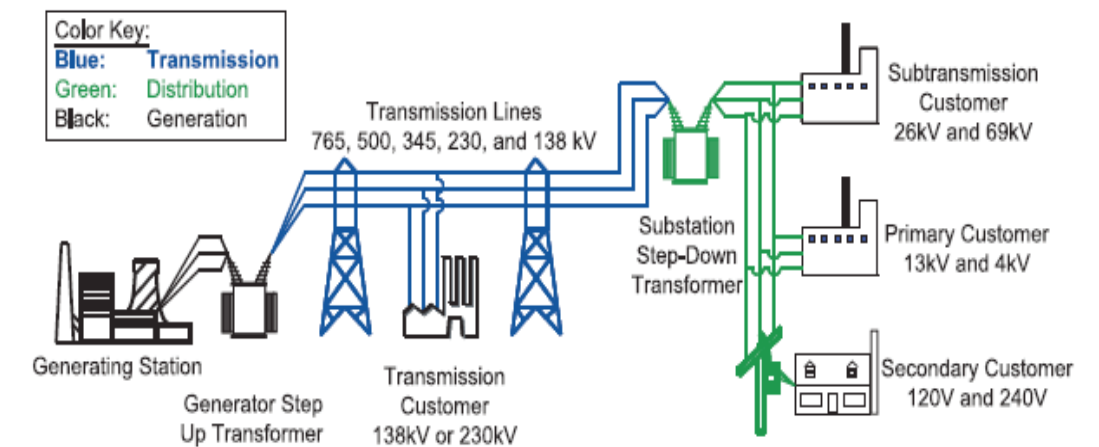 Color Key:
Blue: Transmission
Green: Distribution
Black: Generation
Transmission Lines
765, 500, 345, 230, and 138 kV
Subtransmission
Customer
26kV and 69kV
Substation
Step-Down
Transformer
Primary Customer
13kV and 4kV
Generating Station
Generator Step
Up Transformer
Transmission
Customer
138kV or 230kV
Secondary Customer
120V and 240V